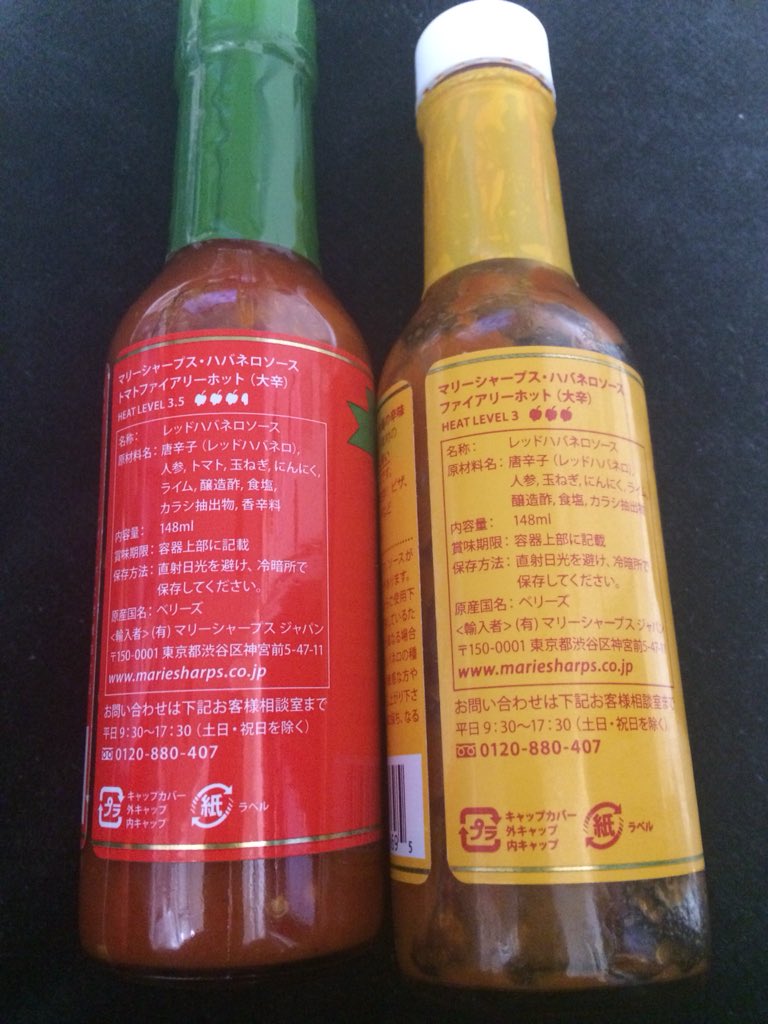 マリーシャープス・ハバネロソース
トマトファイアリーホット（大辛）
HEAT LEVEL 3.5
名称： レッドハバネロソース
原材料名：唐辛子（レッドハバネロ）,
人参, トマト, 玉ねぎ, にんにく,
ライム, 醸造酢, 食塩,
カラシ抽出物, 香辛料
内容量： 148ml
賞味期限：容器上部に記載
保存方法：直射日光を避け、冷暗所で
保存してください。
原産国名：ベリーズ
<輸入者>（有）マリーシャープス ジャパン
〒150-0001 東京都渋谷区神宮前5-47-11
www.mariesharps.co.jp
お問い合わせは下記お客様相談室まで
平日 9：30～17：30（土日・祝日を除く）
0120-880-407
プラ
キャップカバー
外キャップ
内キャップ
紙
ラベル
マリーシャープス・ハバネロソース
ファイアリーホット（大辛）
HEAT LEVEL 3
名称： レッドハバネロソース
原材料名：唐辛子（レッドハバネロ）,
人参, 玉ねぎ, にんにく, ライム,
醸造酢, 食塩, カラシ抽出物
内容量： 148ml
賞味期限：容器上部に記載
保存方法：直射日光を避け、冷暗所で
保存してください。
原産国名：ベリーズ
<輸入者>（有）マリーシャープス ジャパン
〒150-0001 東京都渋谷区神宮前5-47-11
www.mariesharps.co.jp
お問い合わせは下記お客様相談室まで
平日 9：30～17：30（土日・祝日を除く）
0120-880-407
プラ
キャップカバー
外キャップ
内キャップ
紙
ラベル